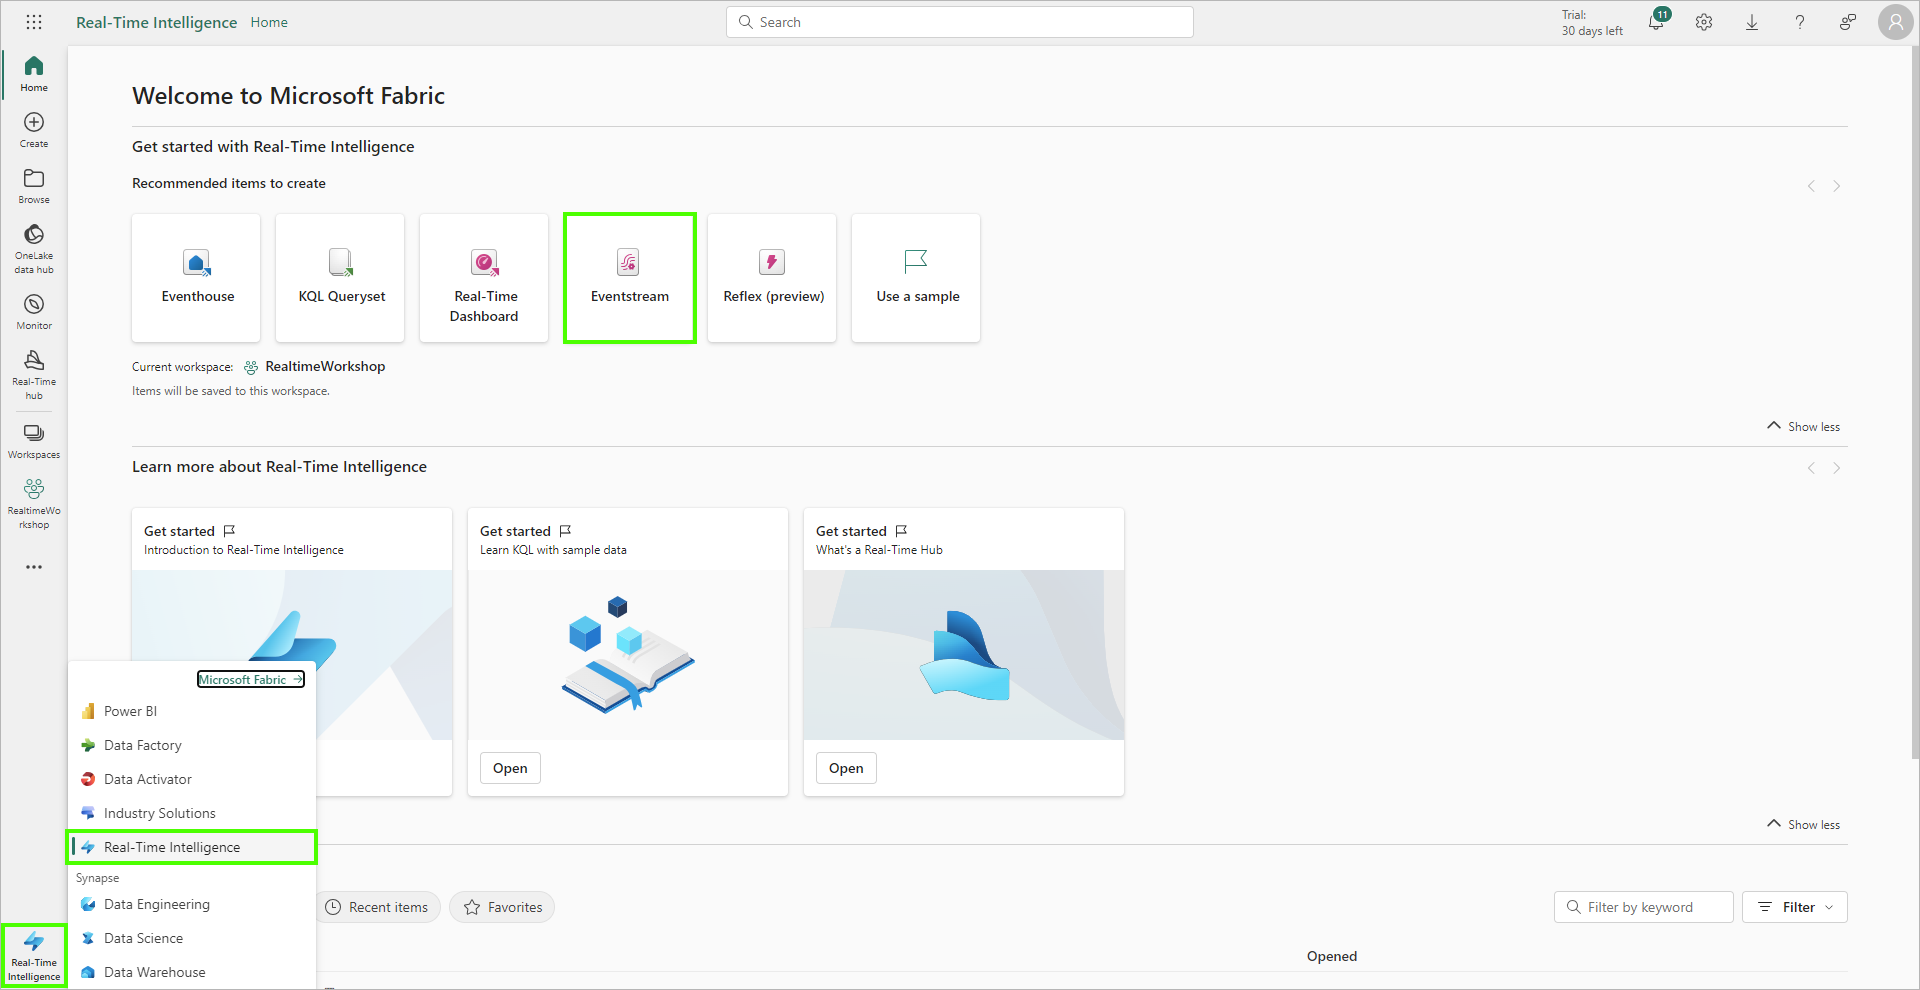 Real-Time Intelligence Home
Search
Trial:
30 days left
11
Home
Create
Browse
OneLake
data hub
Monitor
Real-Time
hub
Workspaces
RealtimeWo
rkshop
Real-Time
Intelligence
Welcome to Microsoft Fabric
Get started with Real-Time Intelligence
Recommended items to create
Eventhouse
KQL Queryset
Real-Time
Dashboard
Eventstream
Reflex (preview)
Use a sample
Current workspace: RealtimeWorkshop
Items will be saved to this workspace.
Show less
Learn more about Real-Time Intelligence
Get started
Introduction to Real-Time Intelligence
Get started
Learn KQL with sample data
Open
Get started
What's a Real-Time Hub
Open
Show less
Microsoft Fabric
Power BI
Data Factory
Data Activator
Industry Solutions
Real-Time Intelligence
Synapse
Data Engineering
Data Science
Data Warehouse
Recent items
Favorites
Filter by keyword
Filter
Opened